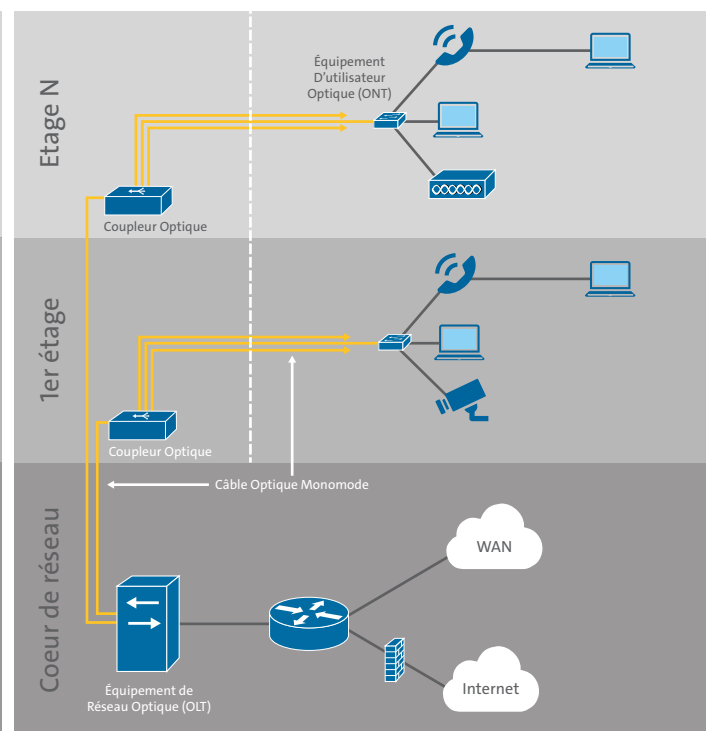 Etage N
Équipement
D'utilisateur
Optique (ONT)
Coupleur Optique
1er étage
Coupleur Optique
Câble Optique Monomode
Coeur de réseau
WAN
Internet
Équipement de
Réseau Optique (OLT)